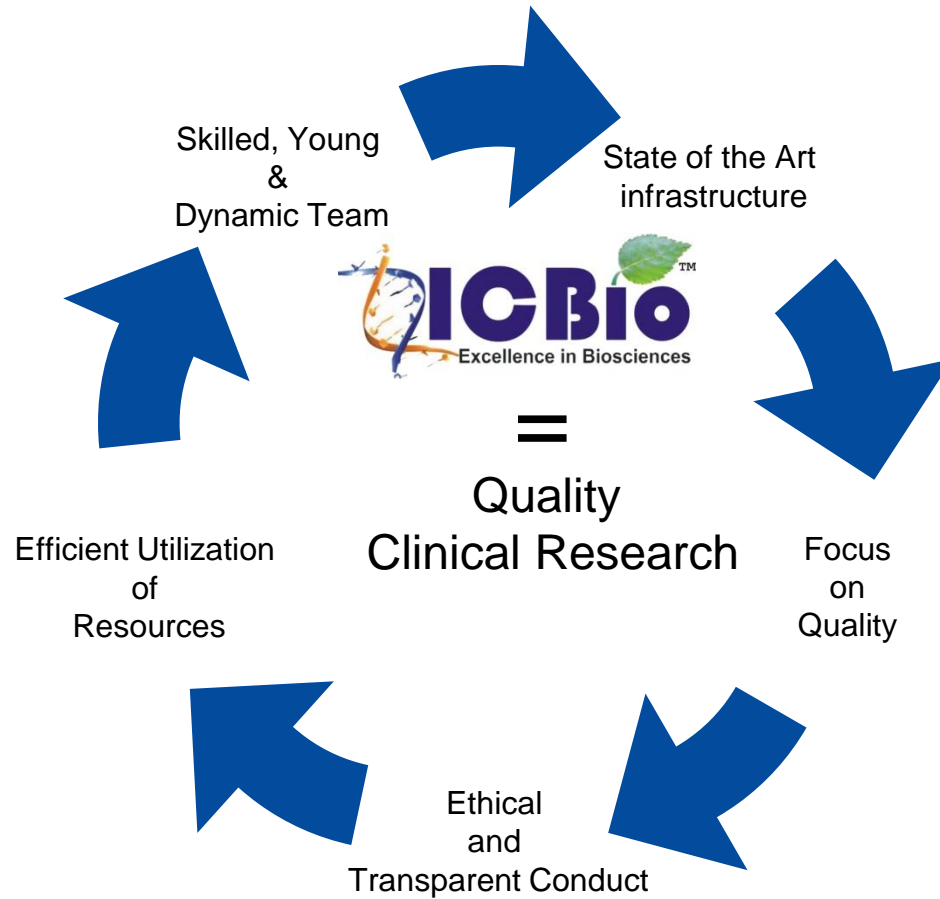 Skilled, Young
&
Dynamic Team
State of the Art
infrastructure
ICBio TM
Excellence in Biosciences
=
Quality
Clinical Research
Efficient Utilization
of
Resources
Focus
on
Quality
Ethical
and
Transparent Conduct